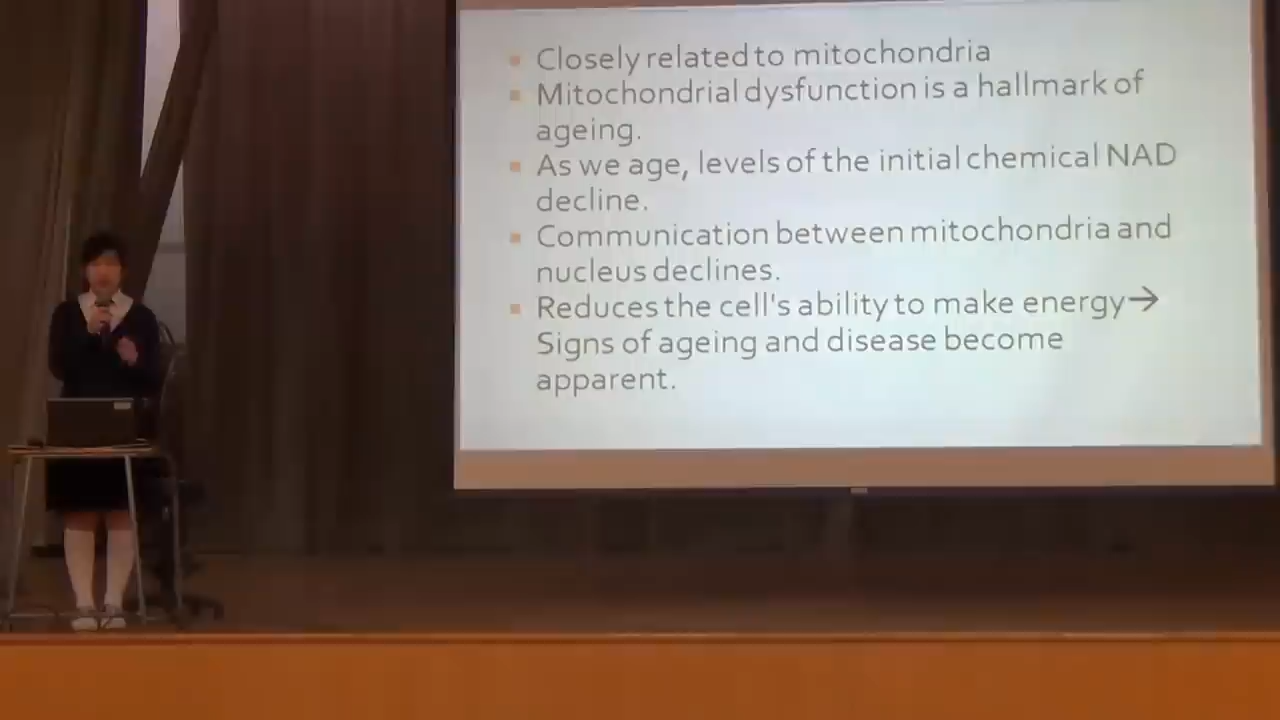 Closely related to mitochondria
Mitochondrial dysfunction is a hallmark of
ageing.
As we age, levels of the initial chemical NAD
decline.
Communication between mitochondria and
nucleus declines.
Reduces the cell's ability to make energy→
Signs of ageing and disease become
apparent.